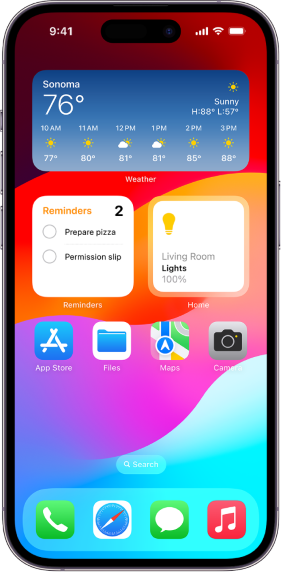 9:41
Sonoma
76°
Sunny
H:88° L:57°
10 AM 11 AM 12 PM 1 PM 2 PM 3 PM
77° 80° 81° 81° 85° 88°
Weather
Reminders 2
Prepare pizza
Permission slip
Living Room
Lights
100%
Reminders Home
App Store Files Maps Camera
Search